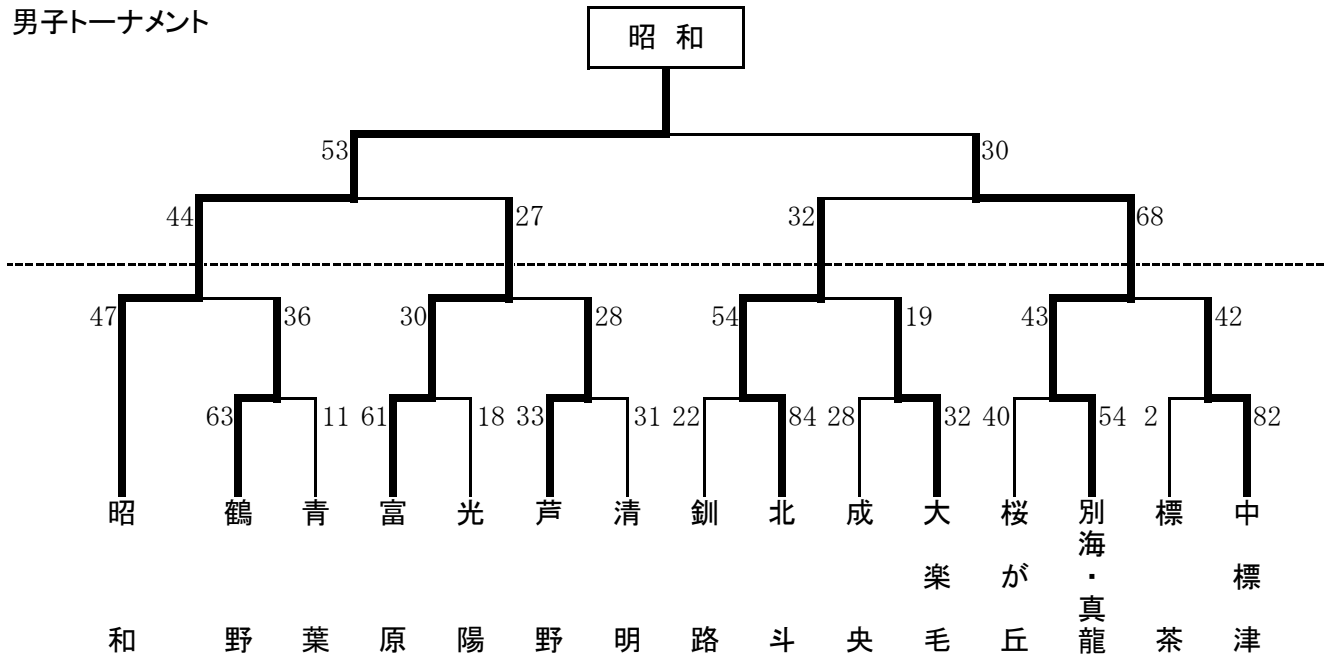 男子トーナメント
昭 和
53 30
44 27 32 68
47 36 30 28 54 19 43 42
63 11 61 18 33 31 22 84 28 32 40 54 2 82
昭和
鶴野
青葉
富原
光陽
芦野
清明
釧路
北斗
成央
大楽毛
桜が丘
別海・真龍
標茶
中標津